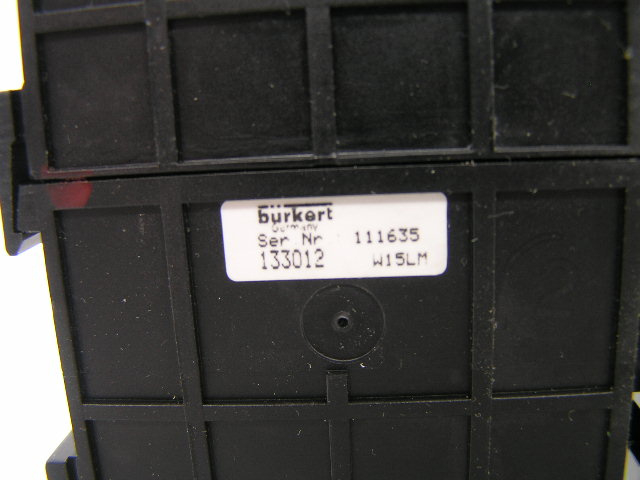 bürkert
Germany
Ser Nr 111635
133012 W15LM